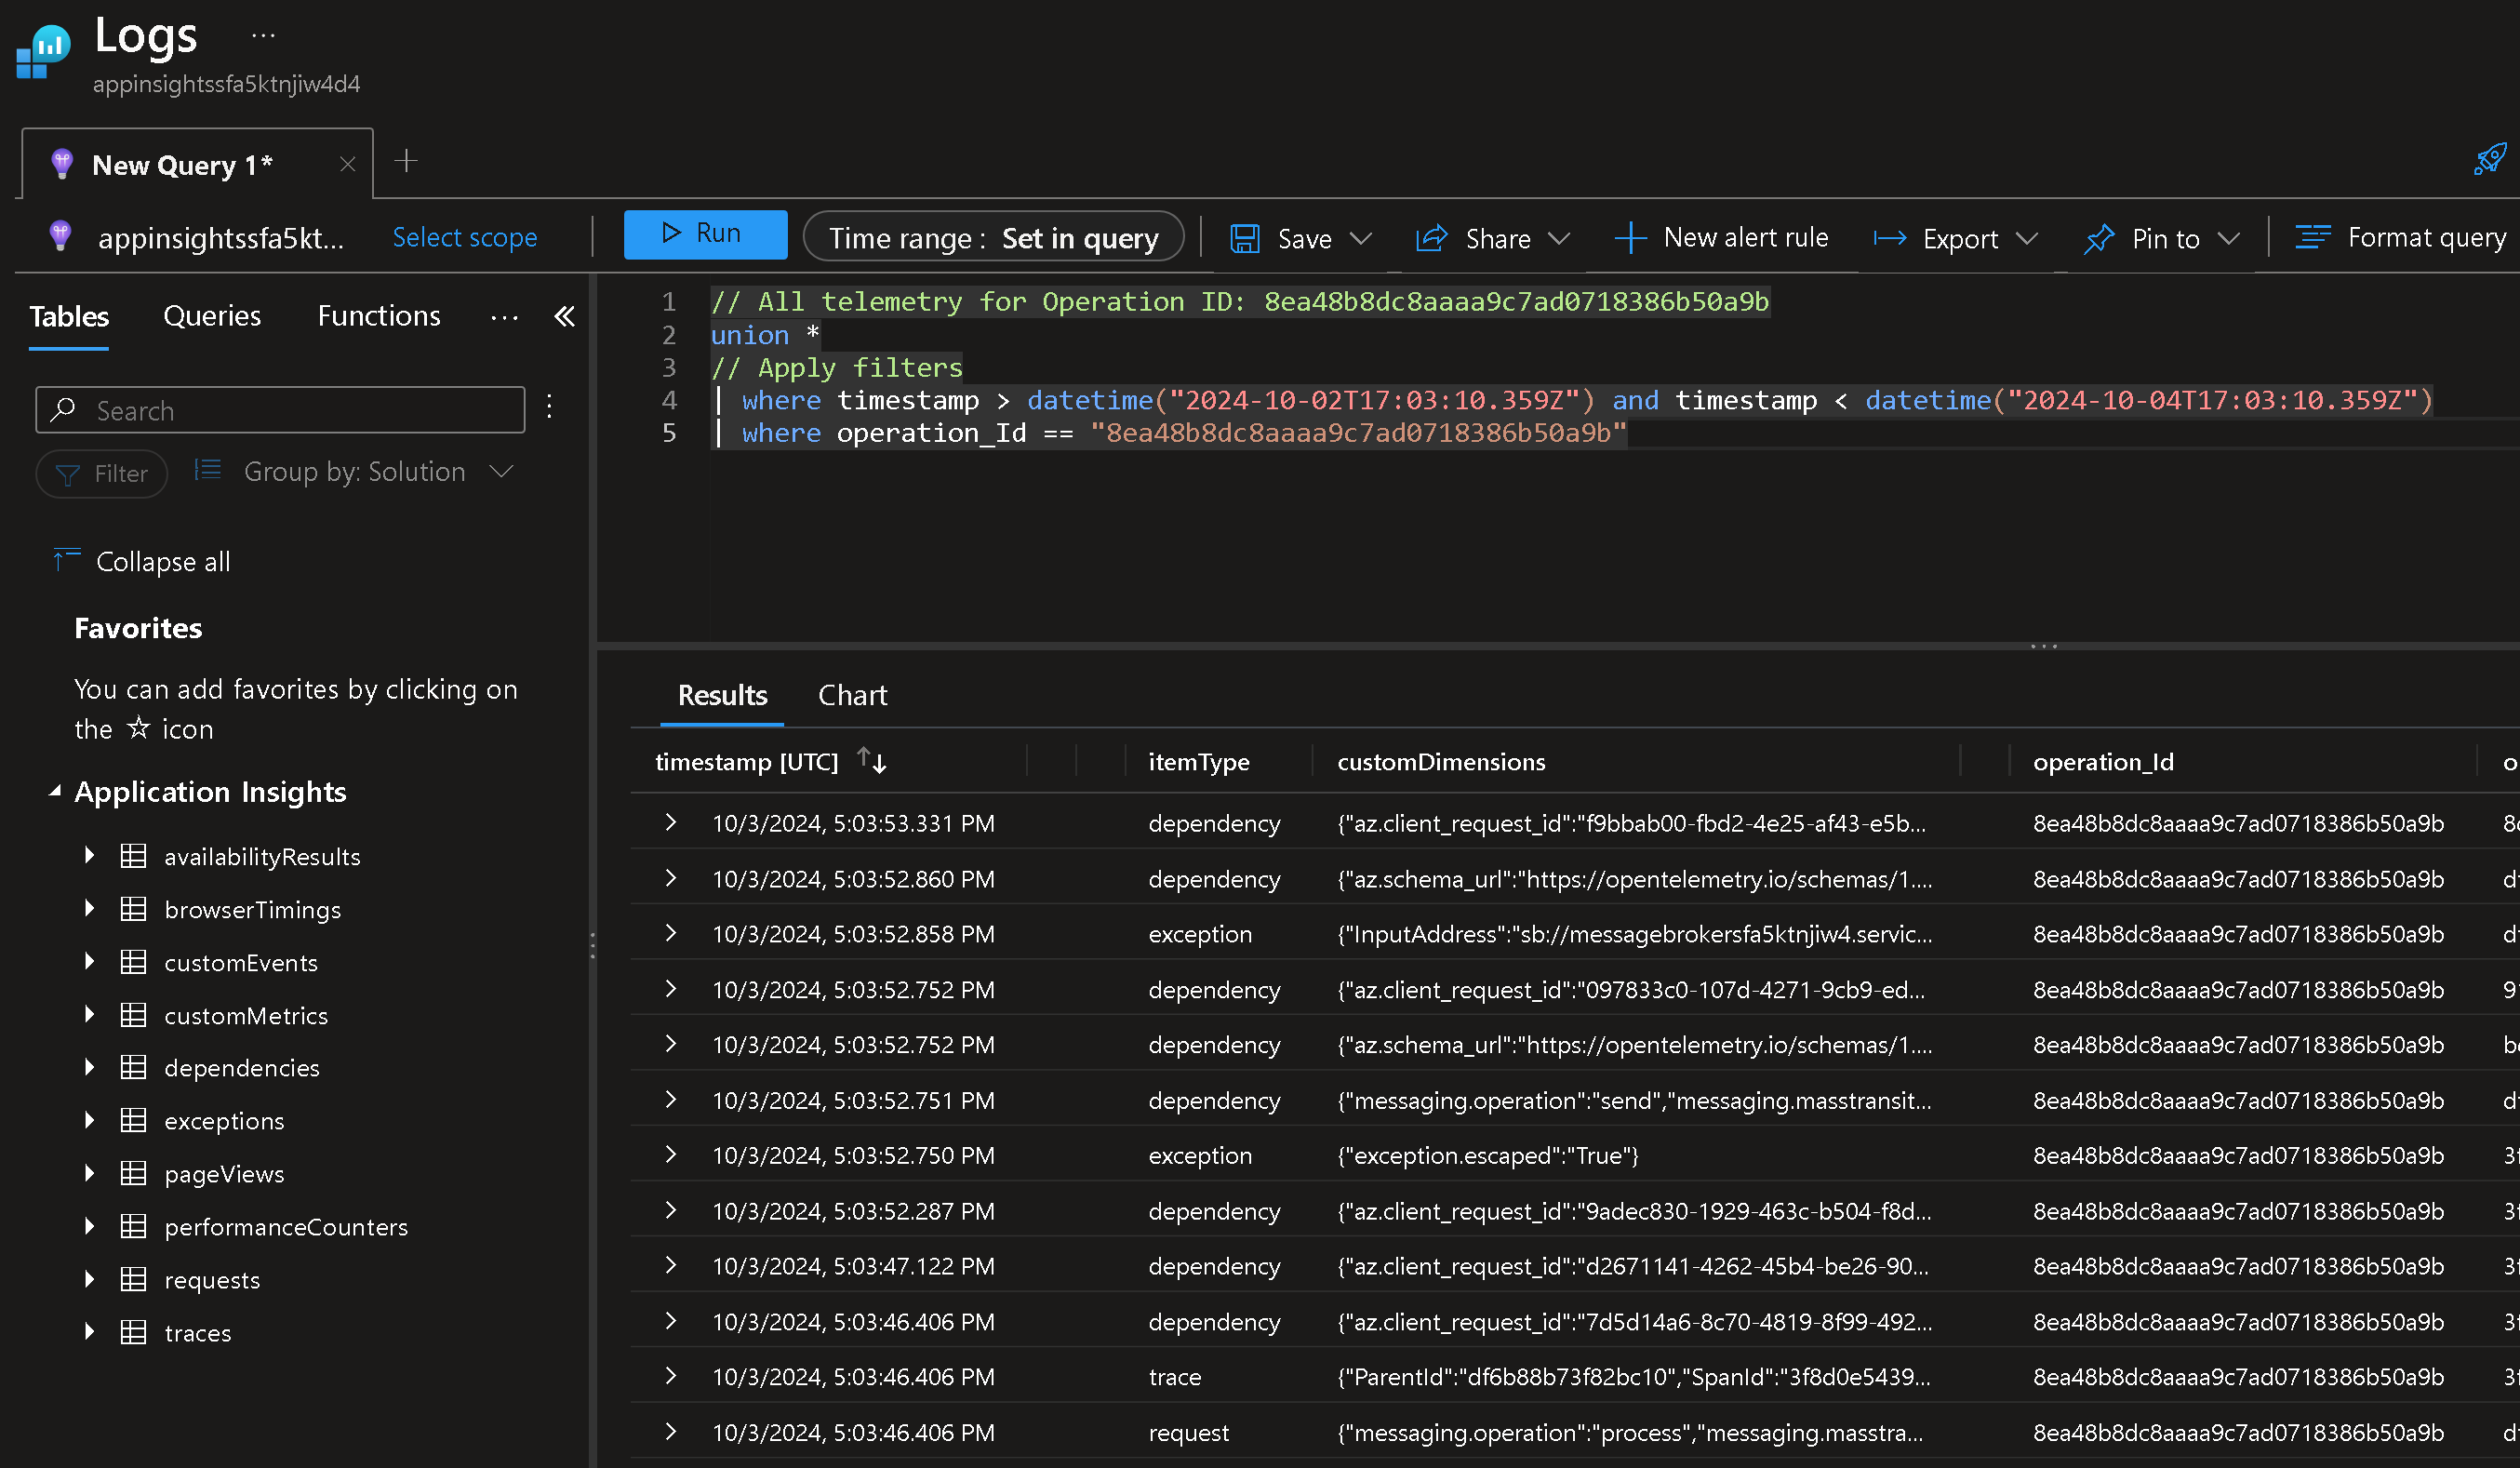 Logs ...
appinsightssfa5ktnjiw4d4
New Query 1*
appinsightssfa5kt... Select scope Run Time range : Set in query Save Share New alert rule Export Pin to Format query
Tables Queries Functions ...
Search
Filter Group by: Solution
Collapse all
Favorites
You can add favorites by clicking on
the ☆ icon
Application Insights
availabilityResults
browserTimings
customEvents
customMetrics
dependencies
exceptions
pageViews
performanceCounters
requests
traces
1 // All telemetry for Operation ID: 8ea48b8dc8aaaa9c7ad0718386b50a9b
2 union *
3 // Apply filters
4 | where timestamp > datetime("2024-10-02T17:03:10.359Z") and timestamp < datetime("2024-10-04T17:03:10.359Z")
5 | where operation_Id == "8ea48b8dc8aaaa9c7ad0718386b50a9b"
Results Chart
timestamp [UTC] itemType customDimensions operation_Id
10/3/2024, 5:03:53.331 PM dependency {"az.client_request_id":"f9bbab00-fbd2-4e25-af43-e5b... 8ea48b8dc8aaaa9c7ad0718386b50a9b
10/3/2024, 5:03:52.860 PM dependency {"az.schema_url":"https://opentelemetry.io/schemas/1.... 8ea48b8dc8aaaa9c7ad0718386b50a9b
10/3/2024, 5:03:52.858 PM exception {"InputAddress":"sb://messagebrokersfa5ktnjiw4.servic... 8ea48b8dc8aaaa9c7ad0718386b50a9b
10/3/2024, 5:03:52.752 PM dependency {"az.client_request_id":"097833c0-107d-4271-9cb9-ed... 8ea48b8dc8aaaa9c7ad0718386b50a9b
10/3/2024, 5:03:52.752 PM dependency {"az.schema_url":"https://opentelemetry.io/schemas/1.... 8ea48b8dc8aaaa9c7ad0718386b50a9b
10/3/2024, 5:03:52.751 PM dependency {"messaging.operation":"send","messaging.masstransit... 8ea48b8dc8aaaa9c7ad0718386b50a9b
10/3/2024, 5:03:52.750 PM exception {"exception.escaped":"True"} 8ea48b8dc8aaaa9c7ad0718386b50a9b
10/3/2024, 5:03:52.287 PM dependency {"az.client_request_id":"9adec830-1929-463c-b504-f8d... 8ea48b8dc8aaaa9c7ad0718386b50a9b
10/3/2024, 5:03:47.122 PM dependency {"az.client_request_id":"d2671141-4262-45b4-be26-90... 8ea48b8dc8aaaa9c7ad0718386b50a9b
10/3/2024, 5:03:46.406 PM dependency {"az.client_request_id":"7d5d14a6-8c70-4819-8f99-492... 8ea48b8dc8aaaa9c7ad0718386b50a9b
10/3/2024, 5:03:46.406 PM trace {"ParentId":"df6b88b73f82bc10","SpanId":"3f8d0e5439... 8ea48b8dc8aaaa9c7ad0718386b50a9b
10/3/2024, 5:03:46.406 PM request {"messaging.operation":"process","messaging.masstra... 8ea48b8dc8aaaa9c7ad0718386b50a9b